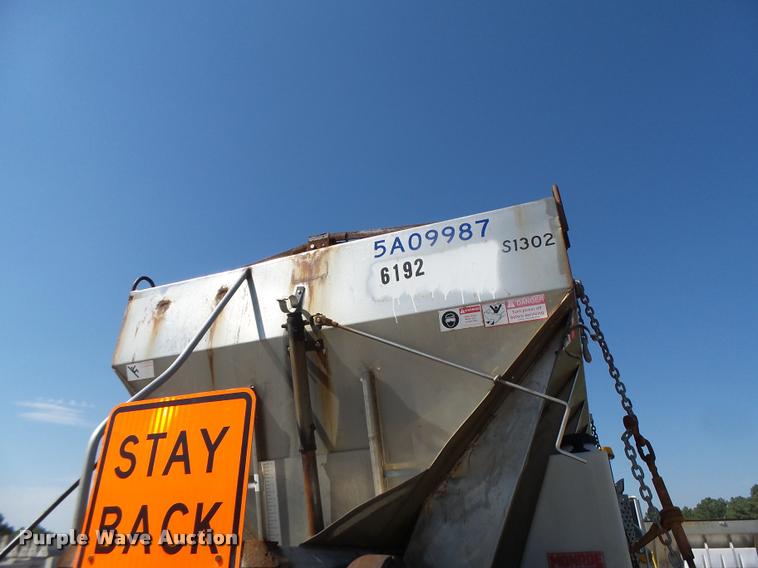 5A09987
6192
S1302
DANGER
STAY
BACK
Purple Wave Auction